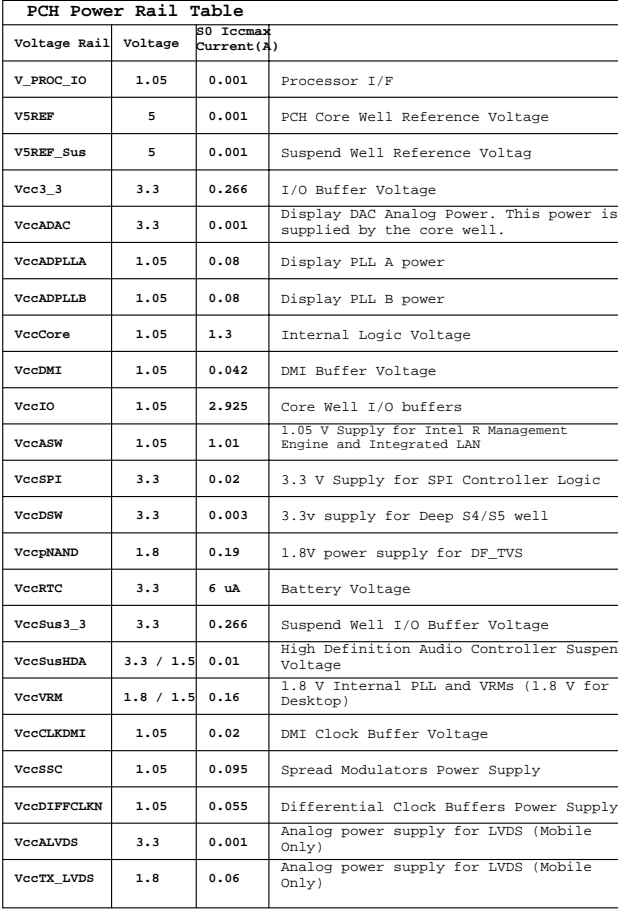 PCH Power Rail Table
Voltage Rail Voltage S0 Iccmax Current(A)
V_PROC_IO 1.05 0.001 Processor I/F
V5REF 5 0.001 PCH Core Well Reference Voltage
V5REF_Sus 5 0.001 Suspend Well Reference Voltag
Vcc3_3 3.3 0.266 I/O Buffer Voltage
VccADAC 3.3 0.001 Display DAC Analog Power. This power is
supplied by the core well.
VccADPLLA 1.05 0.08 Display PLL A power
VccADPLLB 1.05 0.08 Display PLL B power
VccCore 1.05 1.3 Internal Logic Voltage
VccDMI 1.05 0.042 DMI Buffer Voltage
VccIO 1.05 2.925 Core Well I/O buffers
VccASW 1.05 1.01 1.05 V Supply for Intel R Management
Engine and Integrated LAN
VccSPI 3.3 0.02 3.3 V Supply for SPI Controller Logic
VccDSW 3.3 0.003 3.3v supply for Deep S4/S5 well
VccpNAND 1.8 0.19 1.8V power supply for DF_TVS
VccRTC 3.3 6 uA Battery Voltage
VccSus3_3 3.3 0.266 Suspend Well I/O Buffer Voltage
VccSusHDA 3.3 / 1.5 0.01 High Definition Audio Controller Suspen
Voltage
VccVRM 1.8 / 1.5 0.16 1.8 V Internal PLL and VRMs (1.8 V for
Desktop)
VccCLKDMI 1.05 0.02 DMI Clock Buffer Voltage
VccSSC 1.05 0.095 Spread Modulators Power Supply
VccDIFFCLKN 1.05 0.055 Differential Clock Buffers Power Supply
VccALVDS 3.3 0.001 Analog power supply for LVDS (Mobile
Only)
VccTX_LVDS 1.8 0.06 Analog power supply for LVDS (Mobile
Only)